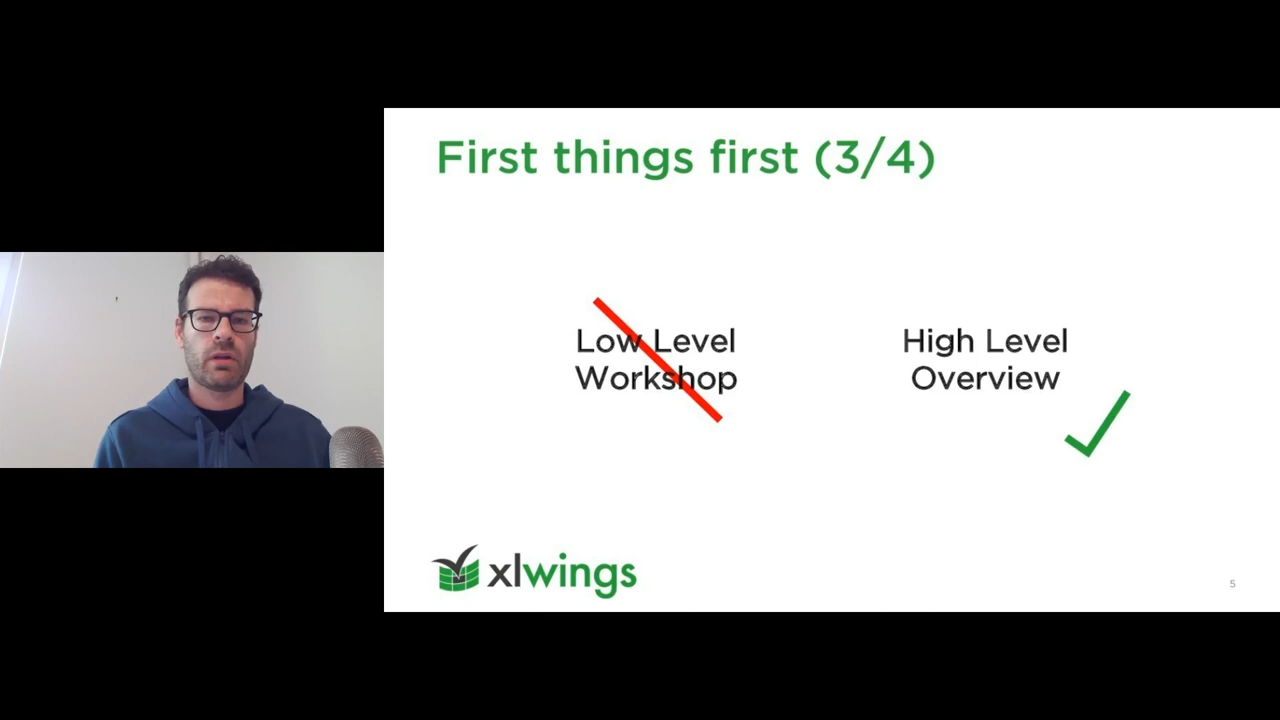 First things first (3/4)
Low Level
Workshop
High Level
Overview
xlwings
5